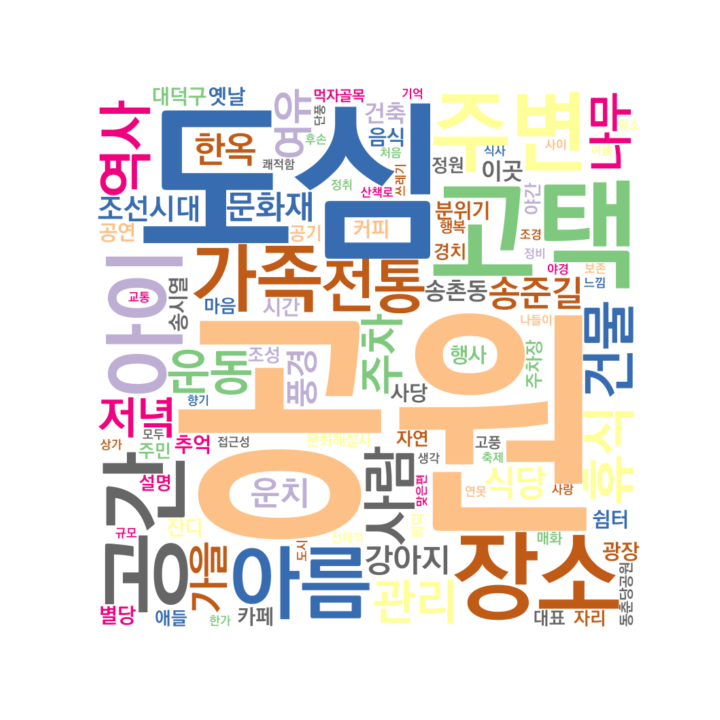 대덕구
옛날
여유
단풍
먹자골목
기억
역사
도심
한옥
후손
건축
음식
처음
쾌적함
정취
쓰레기
산책로
주변
나무
식사
사이
정원
이곳
야간
조선시대
문화재
공연
공기
커피
분위기
행복
경치
고택
조경
정비
야경
보존
느낌
아이
교통
송시열
가족
전통
마음
시간
송촌동
송준길
나들이
운동
조성
풍경
주차
행사
주차장
건물
향기
사당
저녁
공원
상가
모두
주민
추억
접근성
문화해설사
자연
고풍
생각
축제
휴식
공간
설명
운치
사람
맞은편
연못
식당
사랑
쉼터
규모
잔디
가을
도시
아름
강아지
매화
장소
광장
별당
애들
한가
카페
관리
대표
자리
동춘당공원